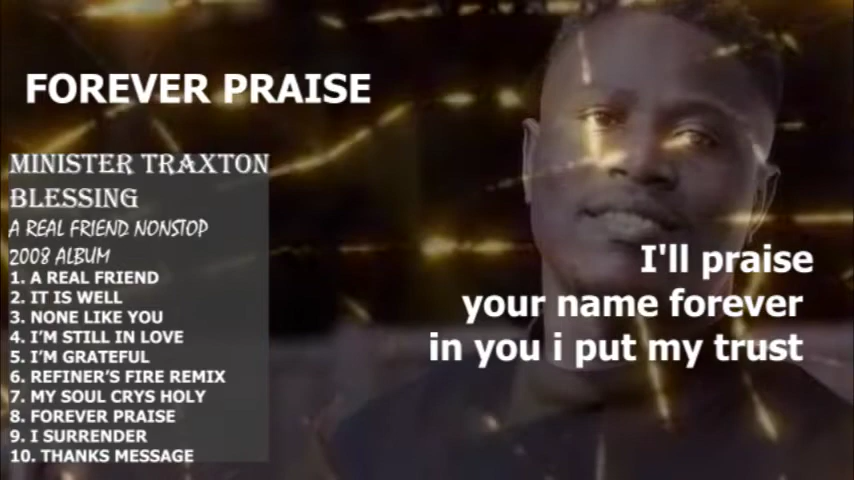 FOREVER PRAISE
MINISTER TRAXTON
BLESSING
A REAL FRIEND NONSTOP
2008 ALBUM
1. A REAL FRIEND
2. IT IS WELL
3. NONE LIKE YOU
4. I'M STILL IN LOVE
5. I'M GRATEFUL
6. REFINER'S FIRE REMIX
7. MY SOUL CRYS HOLY
8. FOREVER PRAISE
9. I SURRENDER
10. THANKS MESSAGE
I'll praise
your name forever
in you i put my trust